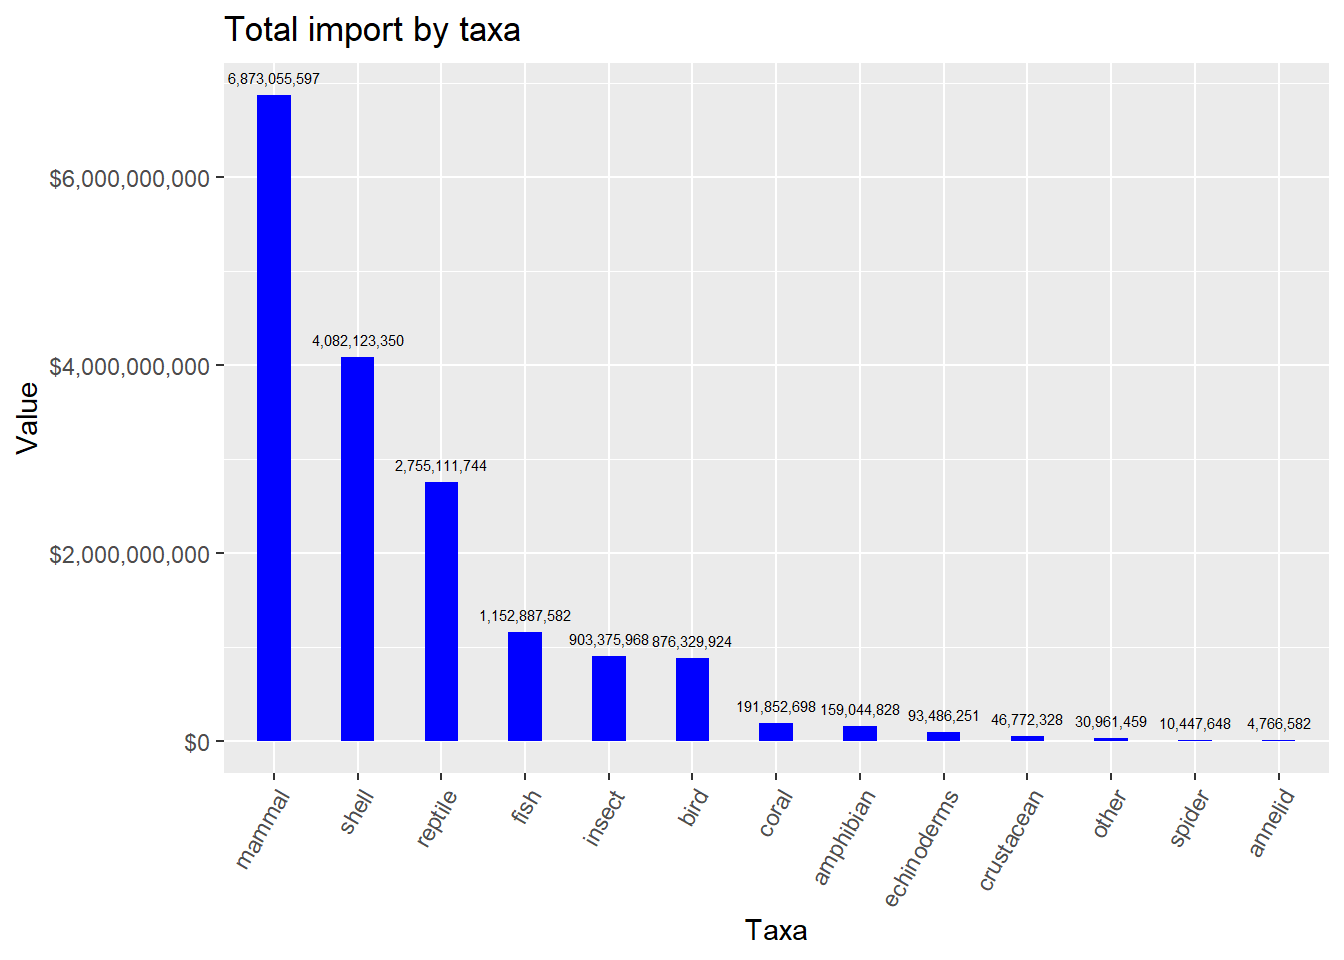 Total import by taxa
6,873,055,597
$6,000,000,000
4,082,123,350
$4,000,000,000
Value
2,755,111,744
$2,000,000,000
1,152,887,582
903,375,968 876,329,924
191,852,698 159,044,828 93,486,251 46,772,328 30,961,459 10,447,648 4,766,582
$0
mammal shell reptile fish insect bird coral amphibian echinoderms crustacean other spider annelid
Taxa